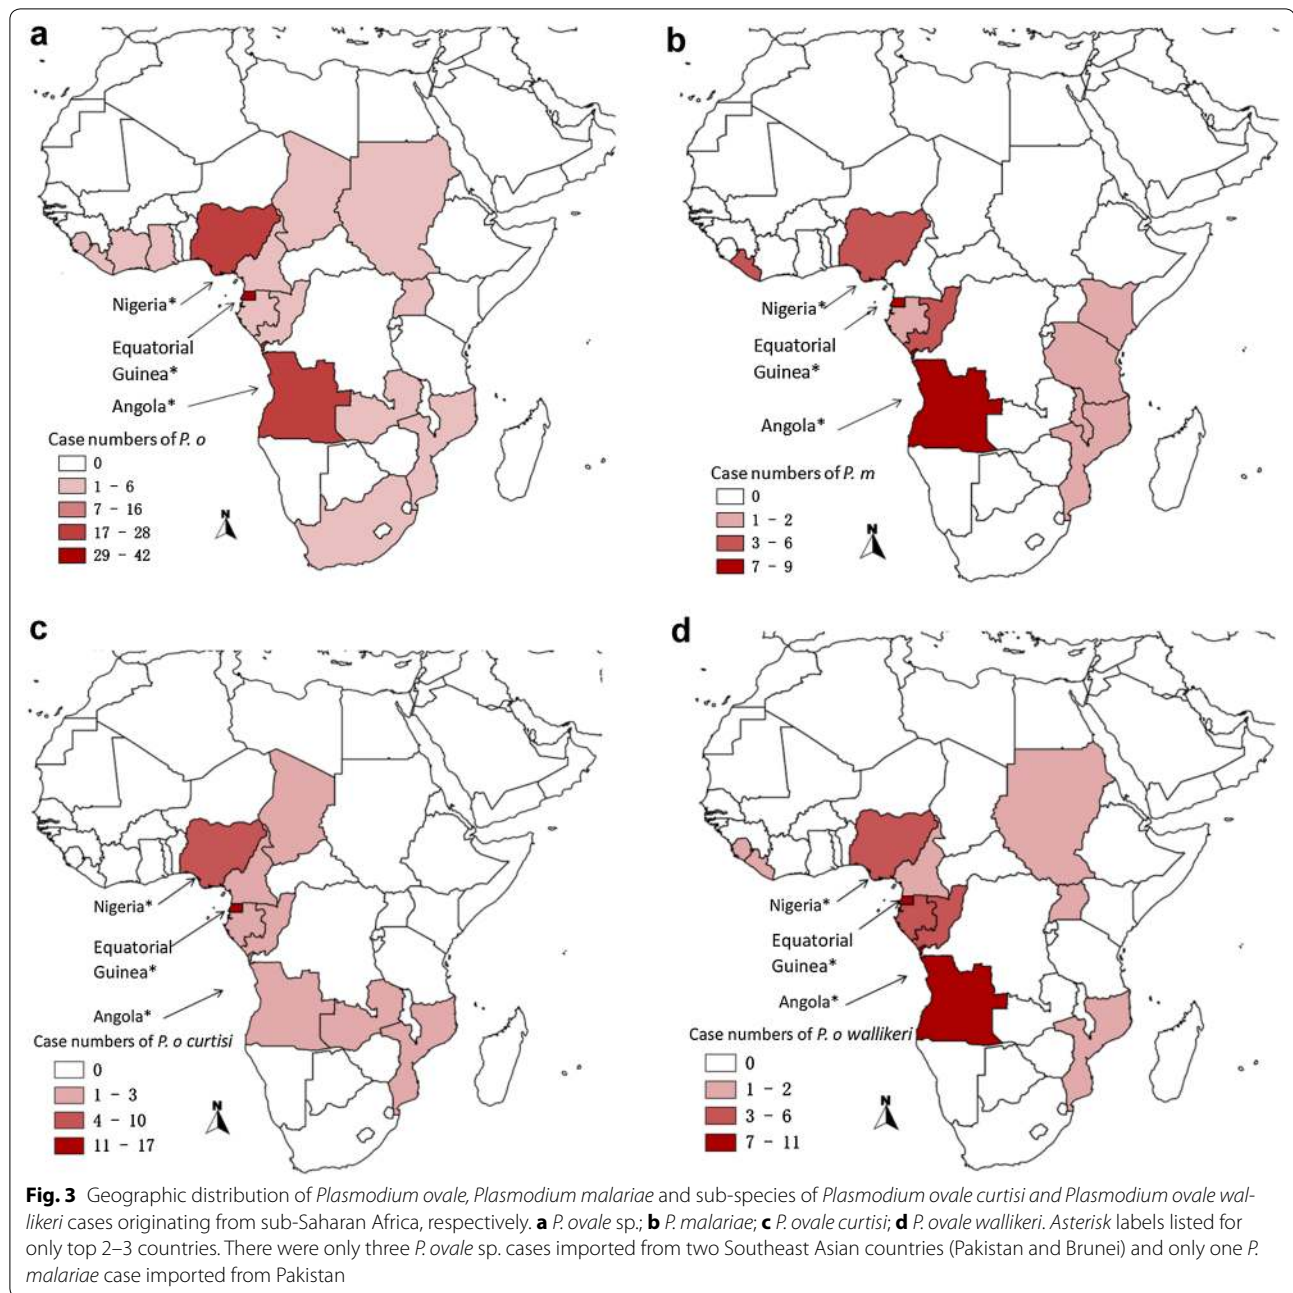 a
Nigeria*
Equatorial
Guinea*
Angola*
Case numbers of P. o
0
1 - 6
7 - 16
17 - 28
29 - 42
N
b
Nigeria*
Equatorial
Guinea*
Angola*
Case numbers of P. m
0
1 - 2
3 - 6
7 - 9
N
c
Nigeria*
Equatorial
Guinea*
Angola*
Case numbers of P. o curtisi
0
1 - 3
4 - 10
11 - 17
N
d
Nigeria*
Equatorial
Guinea*
Angola*
Case numbers of P. o wallikeri
0
1 - 2
3 - 6
7 - 11
N
Fig. 3 Geographic distribution of Plasmodium ovale, Plasmodium malariae and sub-species of Plasmodium ovale curtisi and Plasmodium ovale wal-
likeri cases originating from sub-Saharan Africa, respectively. a P. ovale sp.; b P. malariae; c P. ovale curtisi; d P. ovale wallikeri. Asterisk labels listed for
only top 2–3 countries. There were only three P. ovale sp. cases imported from two Southeast Asian countries (Pakistan and Brunei) and only one P.
malariae case imported from Pakistan